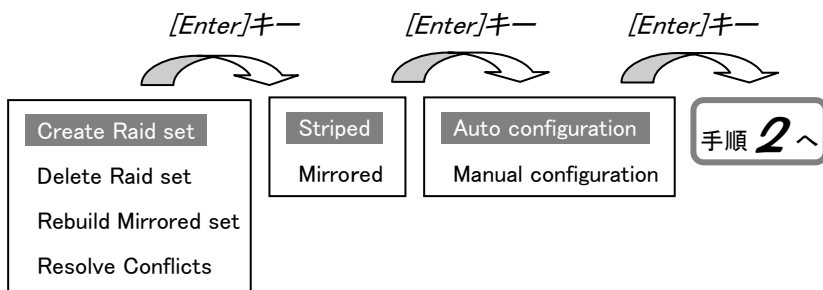 [Enter]キー [Enter]キー [Enter]キー
Create Raid set
Delete Raid set
Rebuild Mirrored set
Resolve Conflicts
Striped
Mirrored
Auto configuration
Manual configuration
手順 2 へ